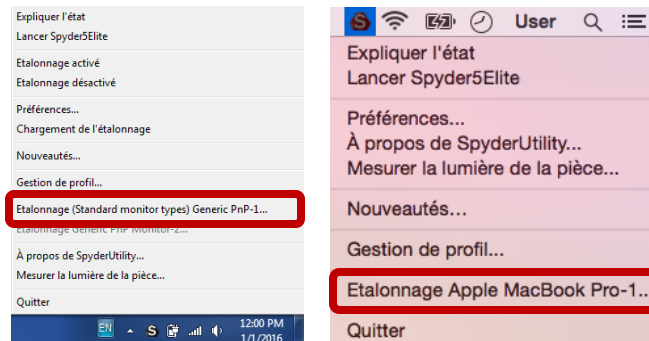 Expliquer l'état
Lancer Spyder5Elite
Etalonnage activé
Etalonnage désactivé
Préférences...
Chargement de l'étalonnage
Nouveautés...
Gestion de profil...
Etalonnage (Standard monitor types) Generic PnP-1...
Etalonnage Generic PnP Monitor-2...
À propos de SpyderUtility...
Mesurer la lumière de la pièce...
Quitter
EN S 12:00 PM
1/1/2016
S User
Expliquer l'état
Lancer Spyder5Elite
Préférences...
À propos de SpyderUtility...
Mesurer la lumière de la pièce...
Nouveautés...
Gestion de profil...
Etalonnage Apple MacBook Pro-1..
Quitter